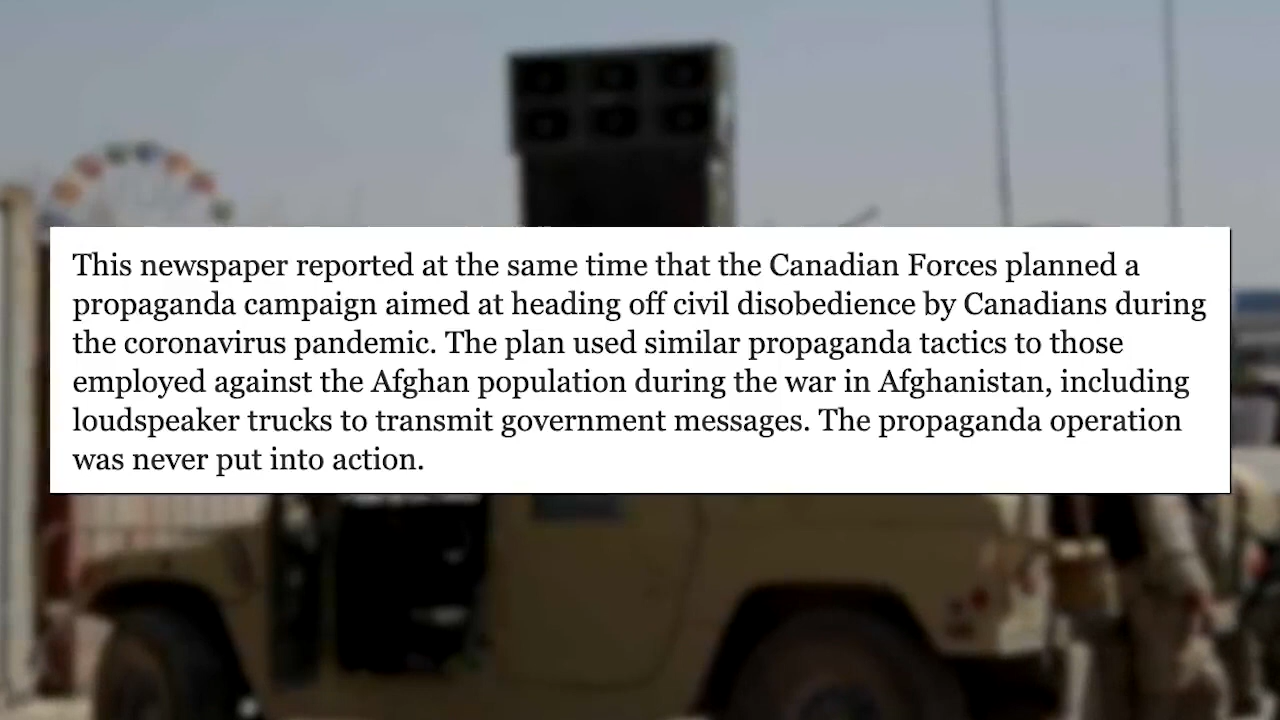 This newspaper reported at the same time that the Canadian Forces planned a
propaganda campaign aimed at heading off civil disobedience by Canadians during
the coronavirus pandemic. The plan used similar propaganda tactics to those
employed against the Afghan population during the war in Afghanistan, including
loudspeaker trucks to transmit government messages. The propaganda operation
was never put into action.